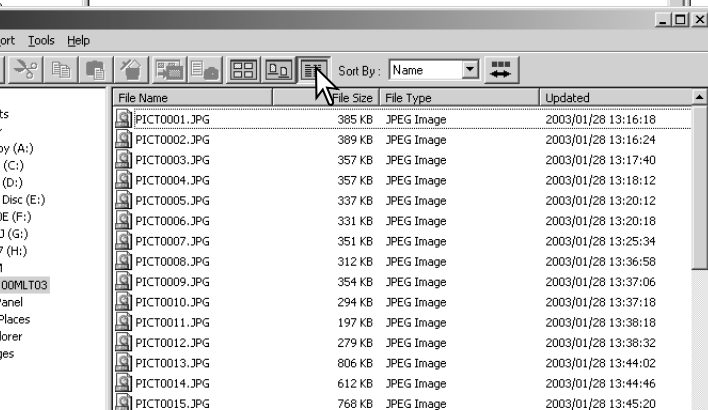 ort Tools Help
Sort By : Name
File Name File Size File Type Updated
PICT0001.JPG 385 KB JPEG Image 2003/01/28 13:16:18
PICT0002.JPG 389 KB JPEG Image 2003/01/28 13:16:24
PICT0003.JPG 357 KB JPEG Image 2003/01/28 13:17:40
PICT0004.JPG 357 KB JPEG Image 2003/01/28 13:18:12
PICT0005.JPG 337 KB JPEG Image 2003/01/28 13:20:12
PICT0006.JPG 331 KB JPEG Image 2003/01/28 13:20:18
PICT0007.JPG 351 KB JPEG Image 2003/01/28 13:25:34
PICT0008.JPG 312 KB JPEG Image 2003/01/28 13:36:58
PICT0009.JPG 354 KB JPEG Image 2003/01/28 13:37:06
PICT0010.JPG 294 KB JPEG Image 2003/01/28 13:37:18
PICT0011.JPG 197 KB JPEG Image 2003/01/28 13:38:18
PICT0012.JPG 279 KB JPEG Image 2003/01/28 13:38:32
PICT0013.JPG 806 KB JPEG Image 2003/01/28 13:44:02
PICT0014.JPG 612 KB JPEG Image 2003/01/28 13:44:46
PICT0015.JPG 768 KB JPEG Image 2003/01/28 13:45:20
ts
py (A:)
(C:)
(D:)
Disc (E:)
(F:)
(G:)
(H:)
00MLT03
Panel
Places
lorer
ges